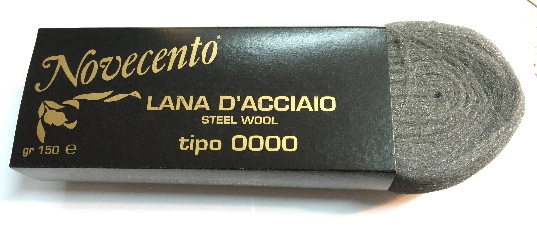 Novecento
LANA D'ACCIAIO
STEEL WOOL
tipo 0000
gr 150 e